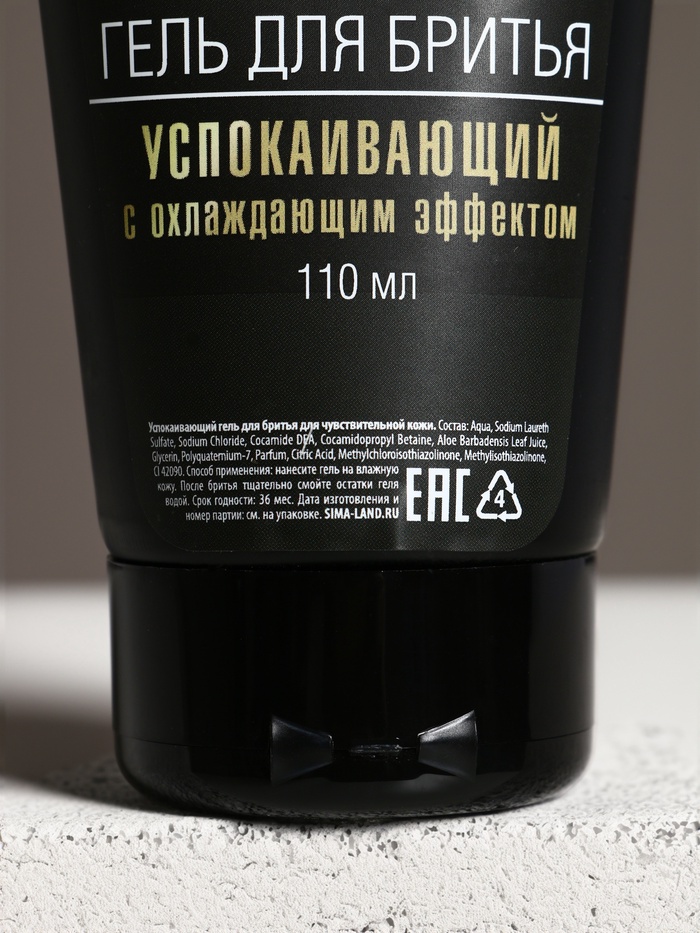 ГЕЛЬ ДЛЯ БРИТЬЯ
УСПОКАИВАЮЩИЙ
с охлаждающим эффектом
110 мл
Успокаивающий гель для бритья для чувствительной кожи. Состав: Aqua, Sodium Laureth
Sulfate, Sodium Chloride, Cocamide DEA, Cocamidopropyl Betaine, Aloe Barbadensis Leaf Juice,
Glycerin, Polyquaternium-7, Parfum, Citric Acid, Methylchloroisothiazolinone, Methylisothiazolinone,
CI 42090. Способ применения: нанесите гель на влажную
кожу. После бритья тщательно смойте остатки геля
водой. Срок годности: 36 мес. Дата изготовления и
номер партии: см. на упаковке. SIMA-LAND.RU
EAC
4